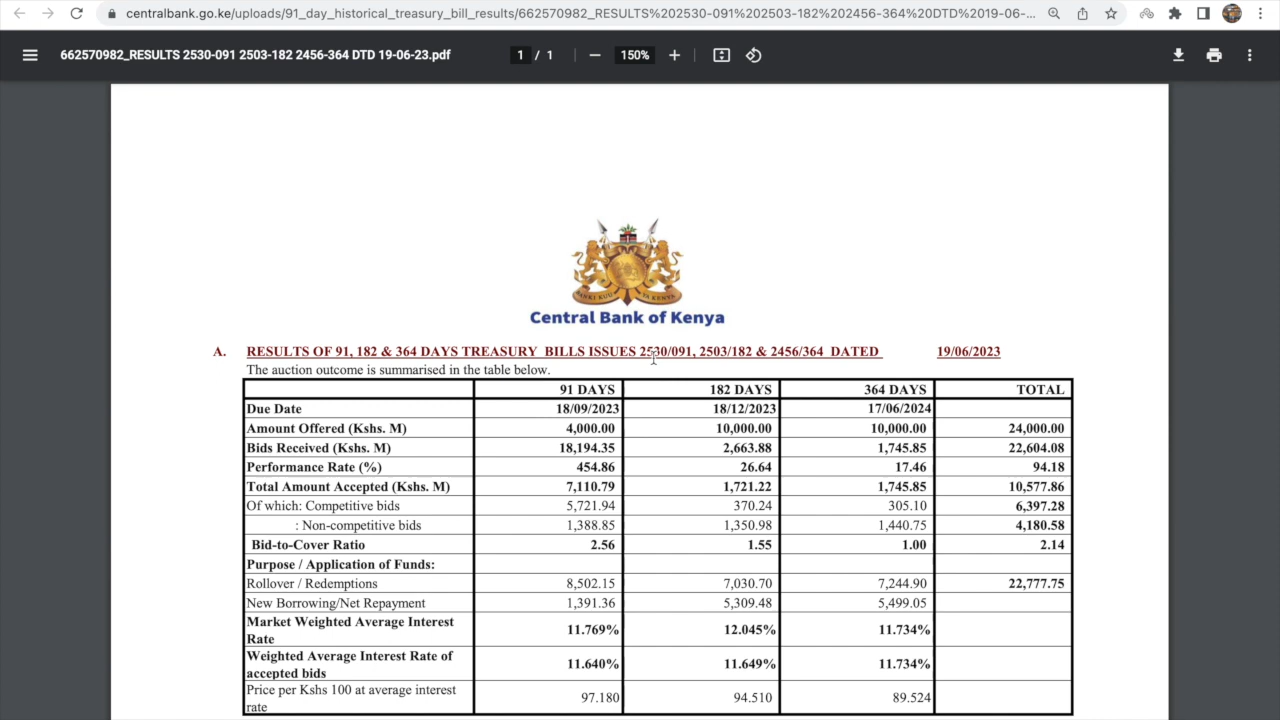 centralbank.go.ke/uploads/91_day_historical_treasury_bill_results/662570982_RESULTS%202530-091%202503-182%202456-364%20DTD%2019-06-...
662570982_RESULTS 2530-091 2503-182 2456-364 DTD 19-06-23.pdf 1 / 1 150%
Central Bank of Kenya
A. RESULTS OF 91, 182 & 364 DAYS TREASURY BILLS ISSUES 2530/091, 2503/182 & 2456/364 DATED 19/06/2023
The auction outcome is summarised in the table below.
91 DAYS 182 DAYS 364 DAYS TOTAL
Due Date 18/09/2023 18/12/2023 17/06/2024
Amount Offered (Kshs. M) 4,000.00 10,000.00 10,000.00 24,000.00
Bids Received (Kshs. M) 18,194.35 2,663.88 1,745.85 22,604.08
Performance Rate (%) 454.86 26.64 17.46 94.18
Total Amount Accepted (Kshs. M) 7,110.79 1,721.22 1,745.85 10,577.86
Of which: Competitive bids 5,721.94 370.24 305.10 6,397.28
: Non-competitive bids 1,388.85 1,350.98 1,440.75 4,180.58
Bid-to-Cover Ratio 2.56 1.55 1.00 2.14
Purpose / Application of Funds:
Rollover / Redemptions 8,502.15 7,030.70 7,244.90 22,777.75
New Borrowing/Net Repayment 1,391.36 5,309.48 5,499.05
Market Weighted Average Interest
Rate 11.769% 12.045% 11.734%
Weighted Average Interest Rate of
accepted bids 11.640% 11.649% 11.734%
Price per Kshs 100 at average interest
rate 97.180 94.510 89.524